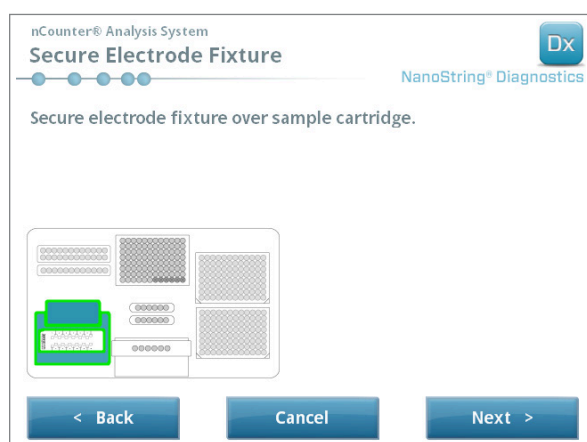 nCounter® Analysis System
Secure Electrode Fixture
Dx
NanoString® Diagnostics
Secure electrode fixture over sample cartridge.
< Back
Cancel
Next >